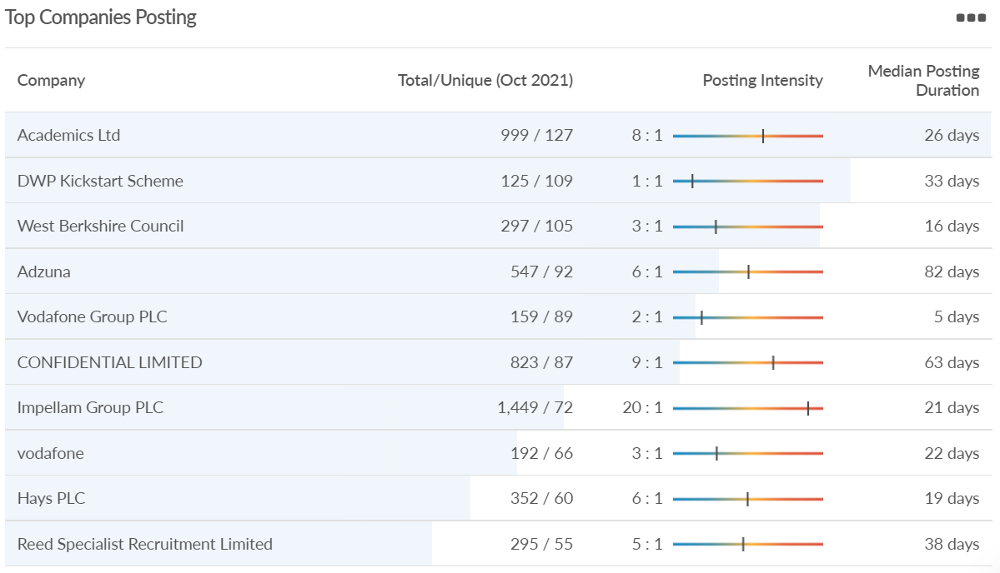 Top Companies Posting
Company Total/Unique (Oct 2021) Posting Intensity Median Posting
Duration
Academics Ltd 999 / 127 8 : 1 26 days
DWP Kickstart Scheme 125 / 109 1 : 1 33 days
West Berkshire Council 297 / 105 3 : 1 16 days
Adzuna 547 / 92 6 : 1 82 days
Vodafone Group PLC 159 / 89 2 : 1 5 days
CONFIDENTIAL LIMITED 823 / 87 9 : 1 63 days
Impellam Group PLC 1,449 / 72 20 : 1 21 days
vodafone 192 / 66 3 : 1 22 days
Hays PLC 352 / 60 6 : 1 19 days
Reed Specialist Recruitment Limited 295 / 55 5 : 1 38 days